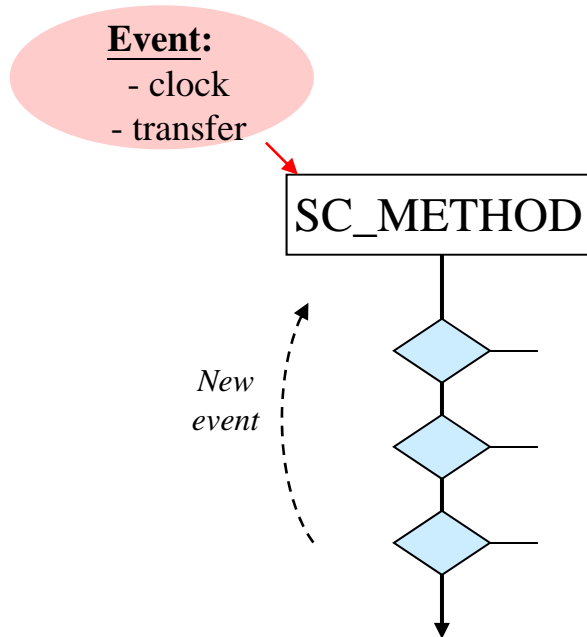 Event:
- clock
- transfer
SC_METHOD
New
event